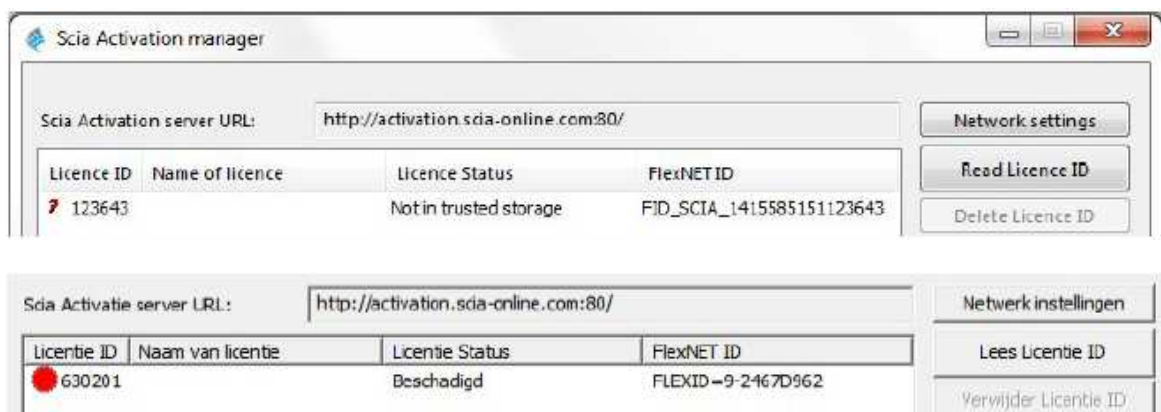 Scia Activation manager
Scia Activation server URL: http://activation.scia-online.com:80/ Network settings
Licence ID Name of licence Licence Status FlexNET ID Read Licence ID
? 123643 Not in trusted storage FID_SCIA_1415585151123643 Delete Licence ID
Scia Activatie server URL: http://activation.scia-online.com:80/ Netwerk instellingen
Licentie ID Naam van licentie Licentie Status FlexNET ID Lees Licentie ID
630201 Beschadigd FLEXID=9-2467D962 Verwijder Licentie ID